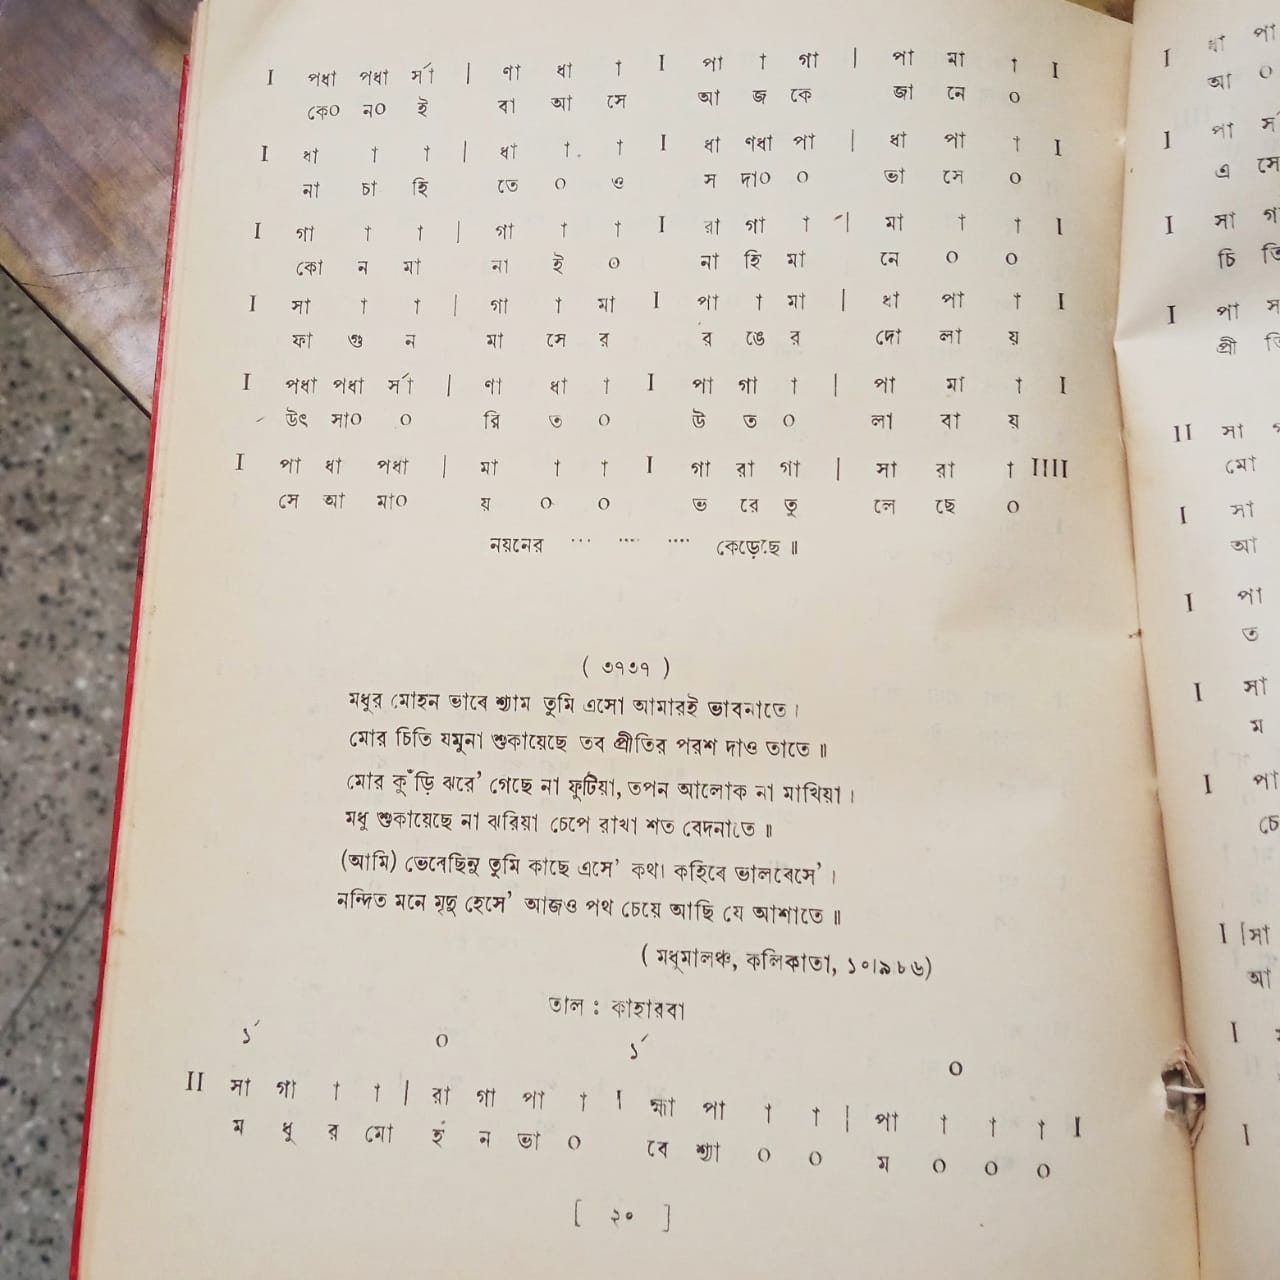 I পধা পধা র্সা | ণা ধা † I পা † গা | পা মা † I
কে০ ন০ ই বা আ সে আ জ কে জা নে ০
I ধা † † | ধা † † I ধা ণধা পা | ধা পা † I
না চা হি তে ০ ও স দা০ ০ ভা সে ০
I গা † † | গা † † I রা গা † | মা † † I
কো ন মা না ই ০ না হি মা নে ০ ০
I সা † † | গা † মা I পা † মা | ধা পা † I
ফা গু ন মা সে র র ঙে র দো লা য়
I পধা পধা র্সা | ণা ধা † I পা গা † | পা মা † I
উৎ সা০ ০ রি ত ০ উ ত ০ লা বা য়
I পা ধা পধা | মা † † I গা রা গা | সা রা † IIII
সে আ মা০ য় ০ ০ ভ রে তু লে ছে ০
নয়নের ... .... .... কেড়েছে ॥
( ৩৭৩৭ )
মধুর মোহন ভাবে শ্যাম তুমি এসো আমারই ভাবনাতে ।
মোর চিতি যমুনা শুকায়েছে তব প্রীতির পরশ দাও তাতে ॥
মোর কুঁড়ি ঝরে' গেছে না ফুটিয়া, তপন আলোক না মাখিয়া ।
মধু শুকায়েছে না ঝরিয়া চেপে রাখা শত বেদনাতে ॥
(আমি) ভেবেছিনু তুমি কাছে এসে' কথা কহিবে ভালবেসে' ।
নন্দিত মনে মৃদু হেসে' আজও পথ চেয়ে আছি যে আশাতে ॥
( মধুমালঞ্চ, কলিকাতা, ১০।৯।৮৬)
তাল : কাহারবা
১´ ০ ১´ ০
II সা গা † † | রা গা পা † I হ্মা পা † † | পা † † † I
ম ধু র মো হ ন ভা ০ বে শ্যা ০ ০ ম ০ ০ ০
[ ২০ ]
I ধা পা
আ ০
I পা
এ সে
I সা
চি তি
I পা
প্রী
II সা
মো
I সা
আ
I পা
ত
I সা
ম
I পা
চে
I |সা
আ
I
I